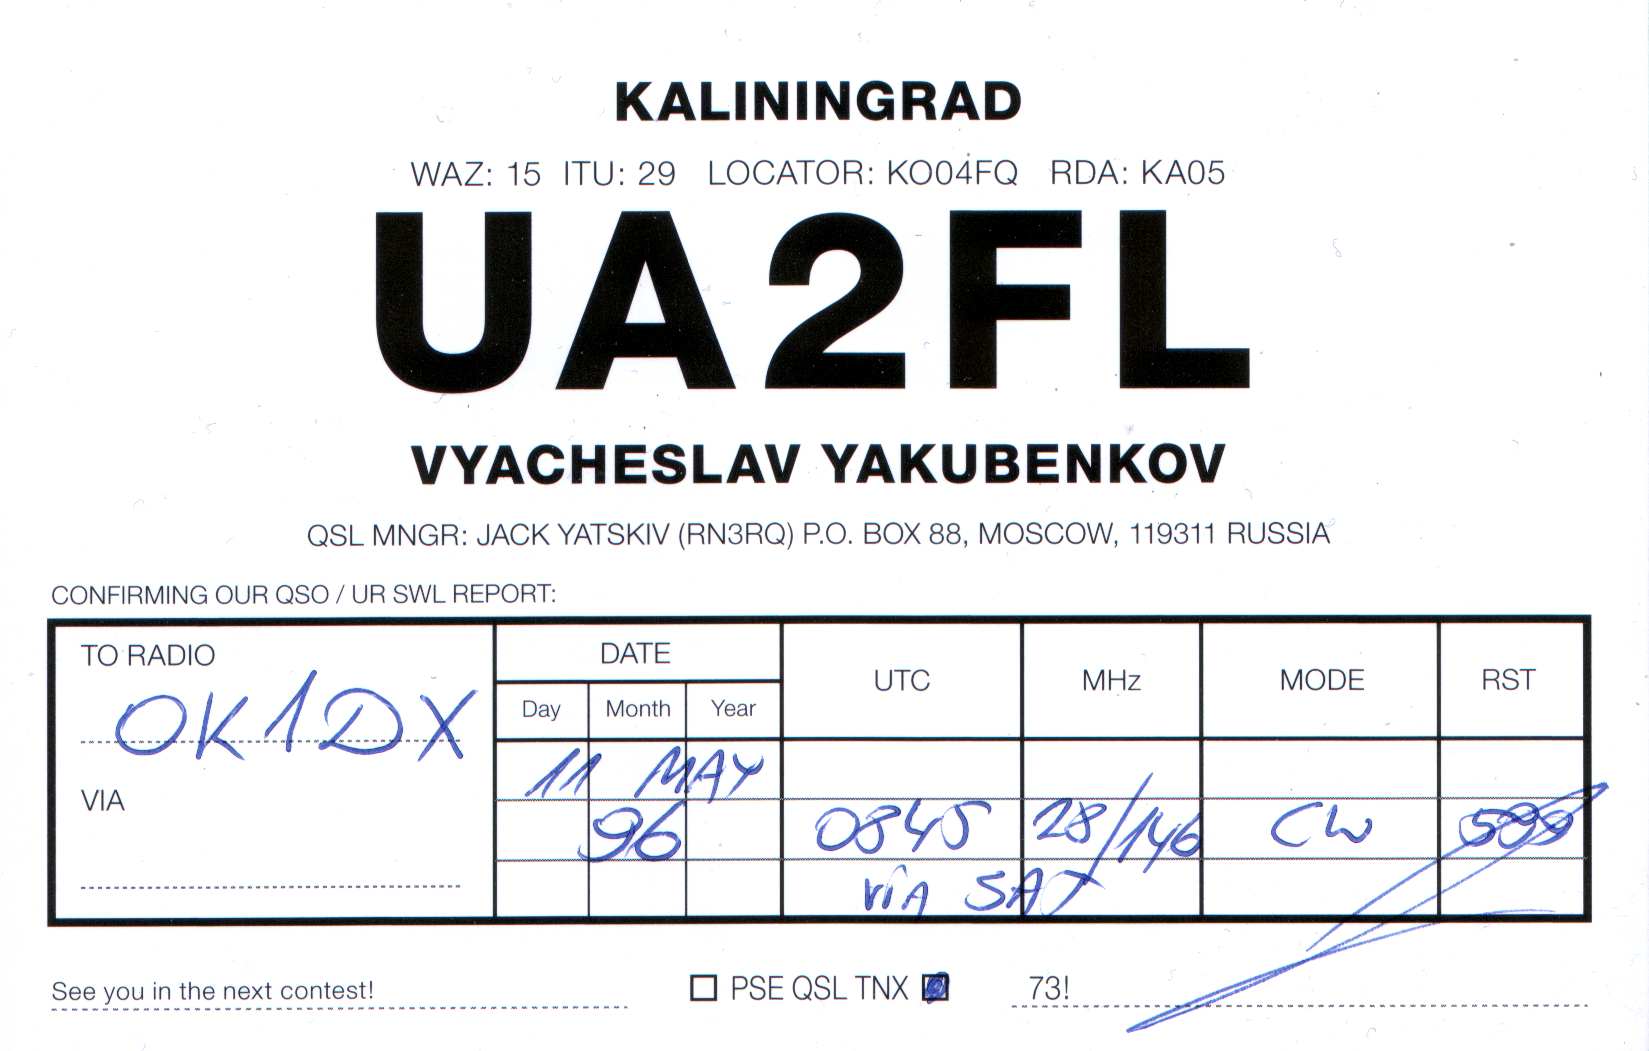 KALININGRAD
WAZ: 15 ITU: 29 LOCATOR: KO04FQ RDA: KA05
UA2FL
VYACHESLAV YAKUBENKOV
QSL MNGR: JACK YATSKIV (RN3RQ) P.O. BOX 88, MOSCOW, 119311 RUSSIA
CONFIRMING OUR QSO / UR SWL REPORT:
TO RADIO DATE UTC MHz MODE RST
Day Month Year
OK1DX
11 MAY
VIA
96 0845 28/146 CW 599
VIA SAT
See you in the next contest! PSE QSL TNX 73!